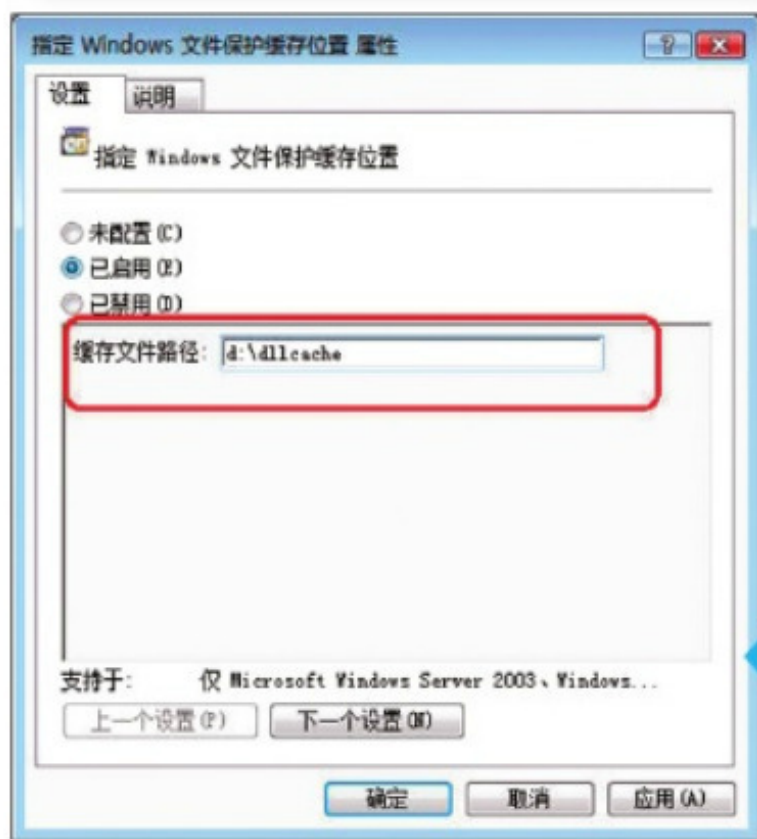 指定 Windows 文件保护缓存位置 属性
设置 说明
指定 Windows 文件保护缓存位置
未配置(C)
已启用(E)
已禁用(D)
缓存文件路径: d:\dllcache
支持于: 仅 Microsoft Windows Server 2003、Windows...
上一个设置(P) 下一个设置(N)
确定 取消 应用(A)